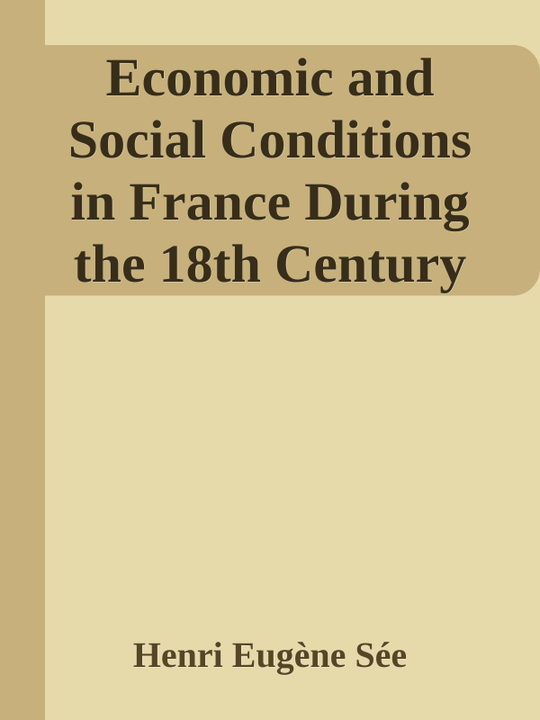 Economic and
Social Conditions
in France During
the 18th Century
Henri Eugène Sée